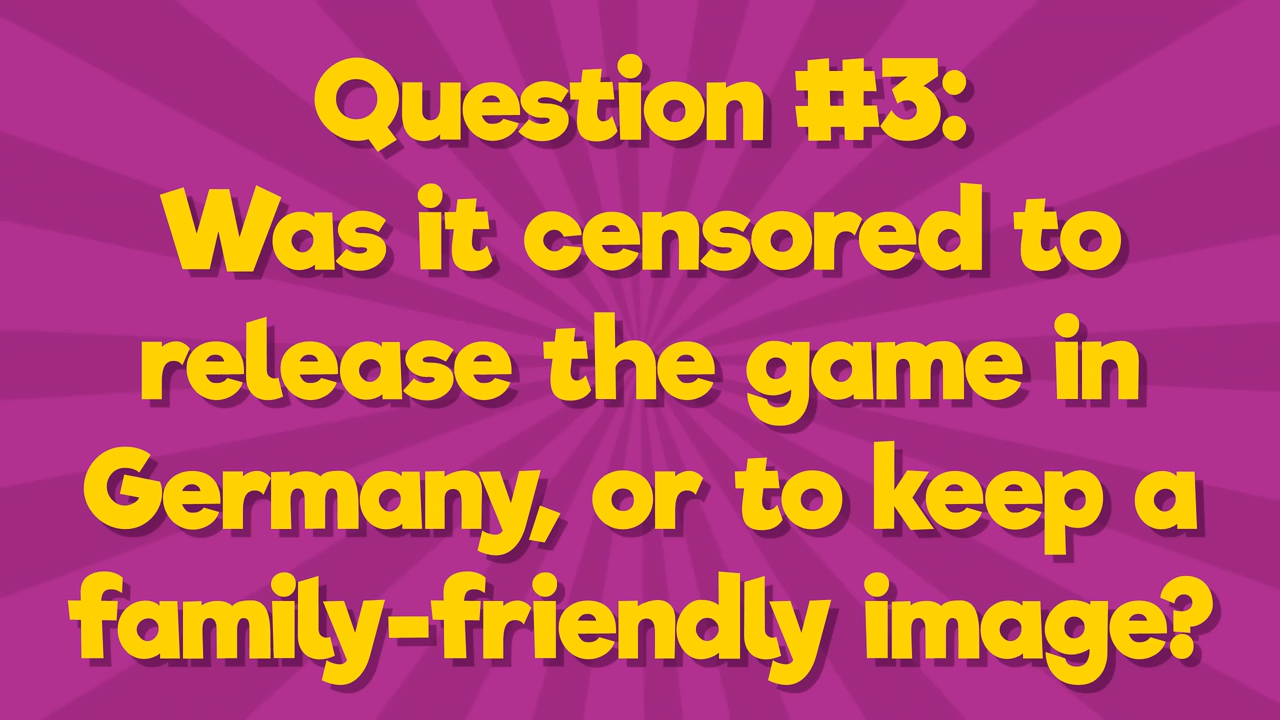 Question #3:
Was it censored to
release the game in
Germany, or to keep a
family-friendly image?